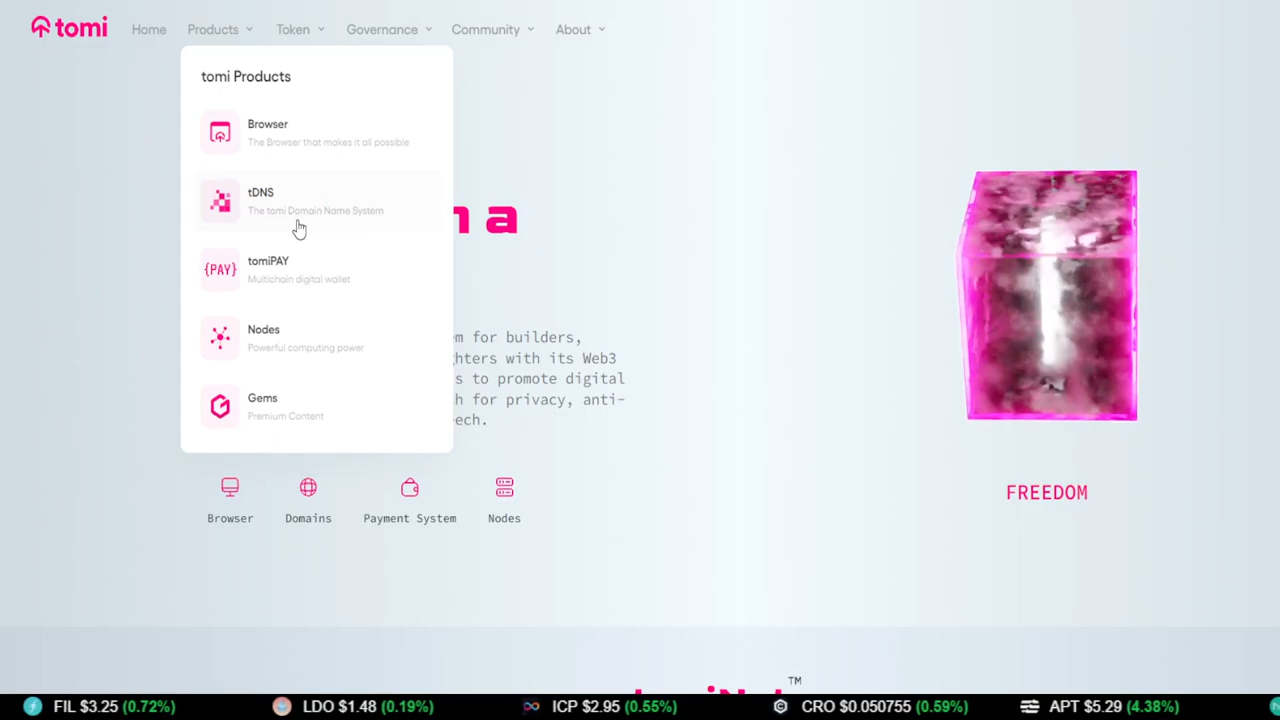 tomi
Home
Products
Token
Governance
Community
About
tomi Products
Browser
The Browser that makes it all possible
tDNS
The tomi Domain Name System
tomiPAY
Multichain digital wallet
{PAY}
Nodes
Powerful computing power
Gems
Premium Content
n a
m for builders,
hters with its Web3
s to promote digital
h for privacy, anti-
ech.
Browser
Domains
Payment System
Nodes
FREEDOM
TM
FIL $3.25 (0.72%)
LDO $1.48 (0.19%)
ICP $2.95 (0.55%)
CRO $0.050755 (0.59%)
APT $5.29 (4.38%)